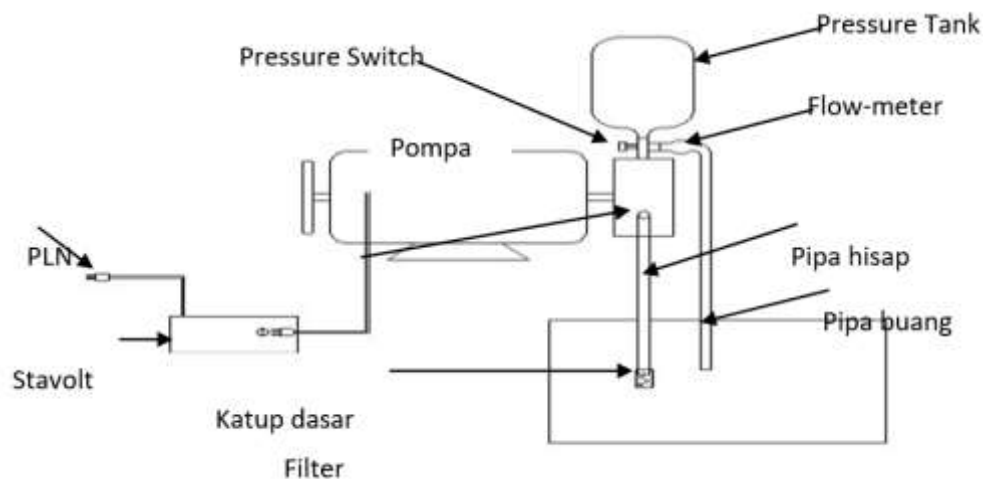 Pressure Tank
Pressure Switch
Flow-meter
Pompa
PLN
Pipa hisap
Pipa buang
Stavolt
Katup dasar
Filter